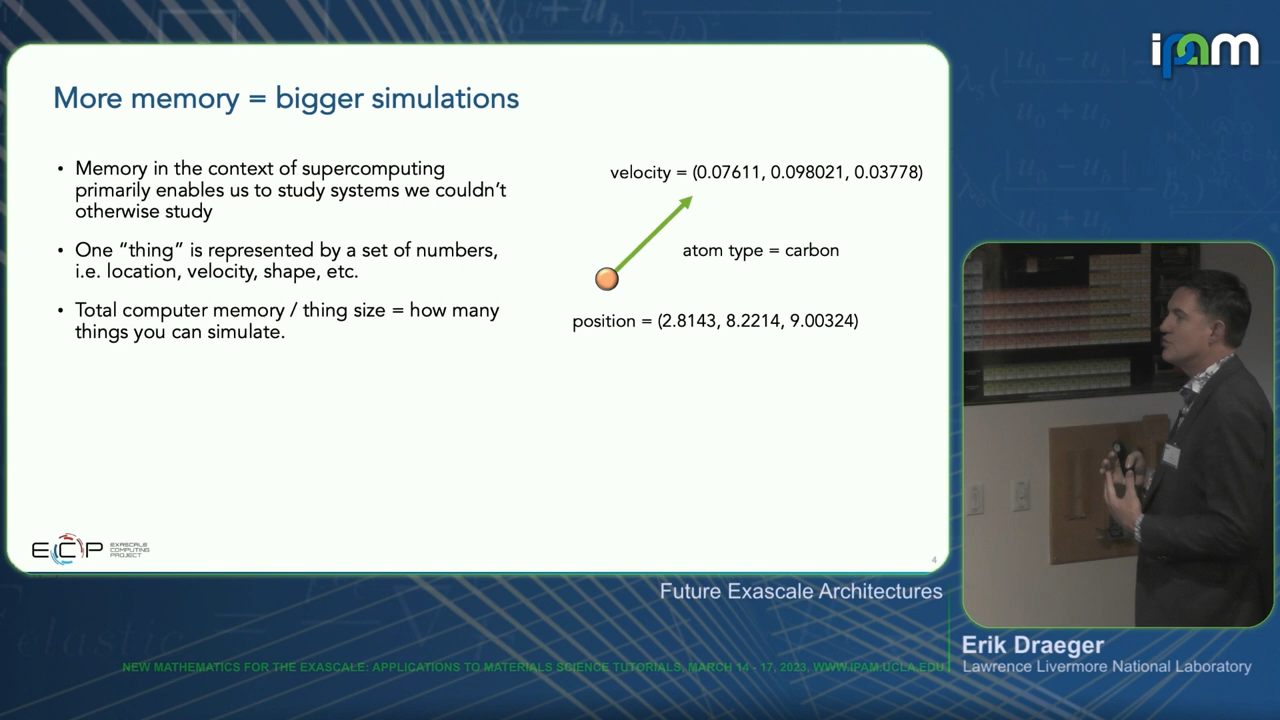 ipam
More memory = bigger simulations
• Memory in the context of supercomputing
primarily enables us to study systems we couldn't
otherwise study
• One “thing” is represented by a set of numbers,
i.e. location, velocity, shape, etc.
• Total computer memory / thing size = how many
things you can simulate.
velocity = (0.07611, 0.098021, 0.03778)
atom type = carbon
position = (2.8143, 8.2214, 9.00324)
ECP EXASCALE
COMPUTING
PROJECT
4
Future Exascale Architectures
Erik Draeger
Lawrence Livermore National Laboratory
NEW MATHEMATICS FOR THE EXASCALE: APPLICATIONS TO MATERIALS SCIENCE TUTORIALS, MARCH 14 - 17, 2023, WWW.IPAM.UCLA.EDU
elastic